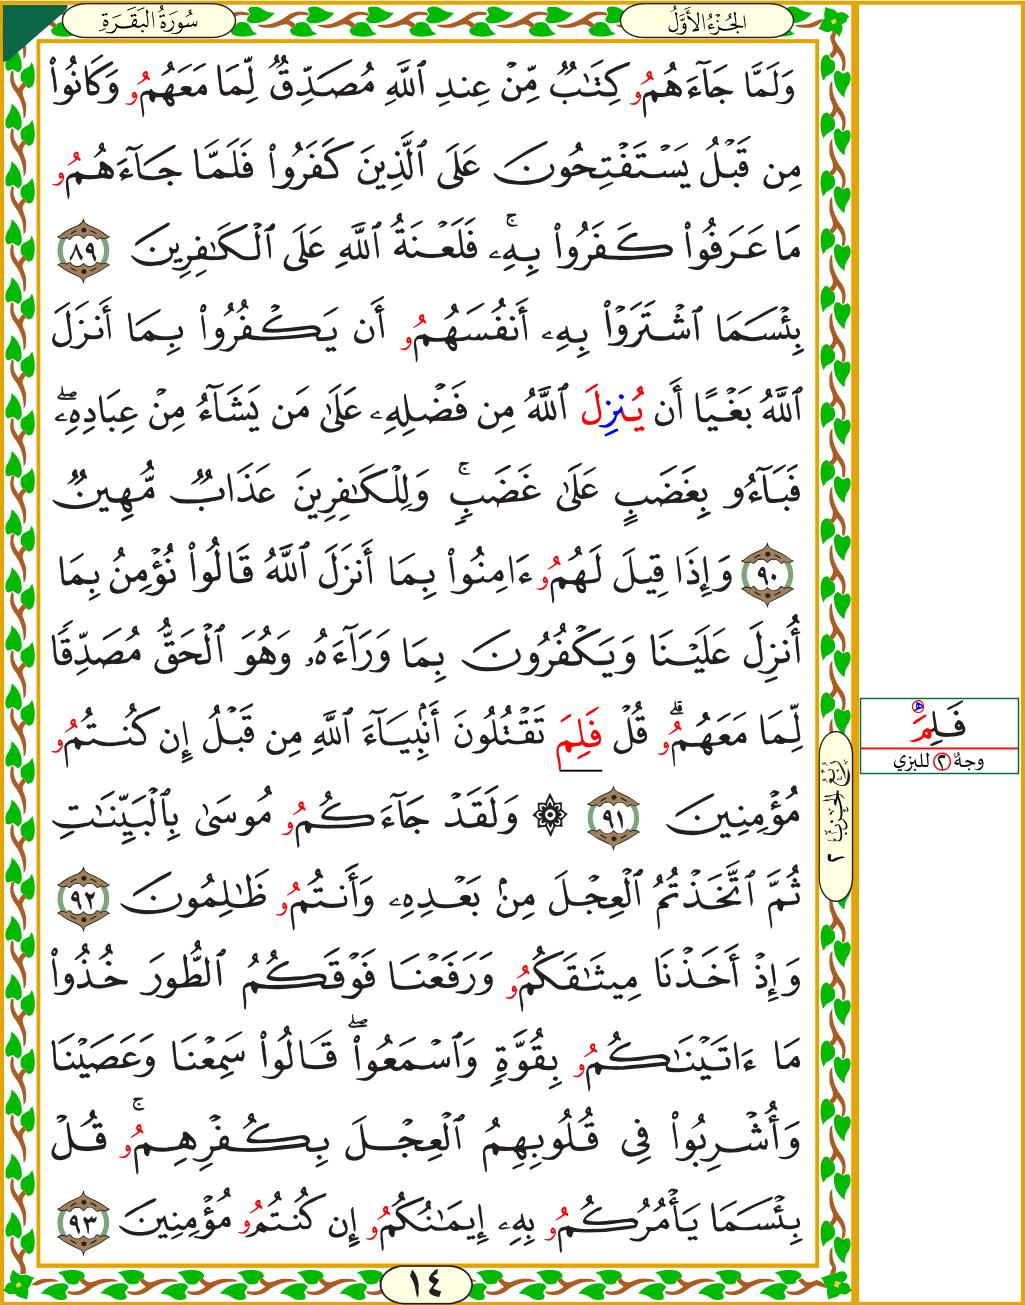 الجُزْءُ الأَوَّلُ
سُورَةُ البَقَرَةِ
وَلَمَّا جَآءَهُمُۥ كِتَٰبٌ مِّنْ عِندِ ٱللَّهِ مُصَدِّقٌ لِّمَا مَعَهُمُۥ وَكَانُوا۟
مِن قَبْلُ يَسْتَفْتِحُونَ عَلَى ٱلَّذِينَ كَفَرُوا۟ فَلَمَّا جَآءَهُمُۥ
مَا عَرَفُوا۟ كَفَرُوا۟ بِهِۦۚ فَلَعْنَةُ ٱللَّهِ عَلَى ٱلْكَٰفِرِينَ ٨٩
بِئْسَمَا ٱشْتَرَوْا۟ بِهِۦ أَنفُسَهُمُۥ أَن يَكْفُرُوا۟ بِمَا أَنزَلَ
ٱللَّهُ بَغْيًا أَن يُنزِلَ ٱللَّهُ مِن فَضْلِهِۦ عَلَىٰ مَن يَشَآءُ مِنْ عِبَادِهِۦۖ
فَبَآءُو بِغَضَبٍ عَلَىٰ غَضَبٍۚ وَلِلْكَٰفِرِينَ عَذَابٌ مُّهِينٌ
٩٠ وَإِذَا قِيلَ لَهُمُۥ ءَامِنُوا۟ بِمَا أَنزَلَ ٱللَّهُ قَالُوا۟ نُؤْمِنُ بِمَا
أُنزِلَ عَلَيْنَا وَيَكْفُرُونَ بِمَا وَرَآءَهُۥ وَهُوَ ٱلْحَقُّ مُصَدِّقًا
لِّمَا مَعَهُمُۥۗ قُلْ فَلِمَ تَقْتُلُونَ أَنۢبِيَآءَ ٱللَّهِ مِن قَبْلُ إِن كُنتُمُۥ
مُؤْمِنِينَ ٩١ ۞ وَلَقَدْ جَآءَكُمُۥ مُوسَىٰ بِٱلْبَيِّنَٰتِ
ثُمَّ ٱتَّخَذْتُمُ ٱلْعِجْلَ مِنۢ بَعْدِهِۦ وَأَنتُمُۥ ظَٰلِمُونَ ٩٢
وَإِذْ أَخَذْنَا مِيثَٰقَكُمُۥ وَرَفَعْنَا فَوْقَكُمُ ٱلطُّورَ خُذُوا۟
مَا ءَاتَيْنَٰكُمُۥ بِقُوَّةٍ وَٱسْمَعُوا۟ۖ قَالُوا۟ سَمِعْنَا وَعَصَيْنَا
وَأُشْرِبُوا۟ فِى قُلُوبِهِمُ ٱلْعِجْلَ بِكُفْرِهِمُۥۚ قُلْ
بِئْسَمَا يَأْمُرُكُمُۥ بِهِۦ إِيمَٰنُكُمُۥ إِن كُنتُمُۥ مُؤْمِنِينَ ٩٣
فَلِمَ
وجهٌ ٢ للبزي
رُبْعُ الحِزْبِ ٢
١٤